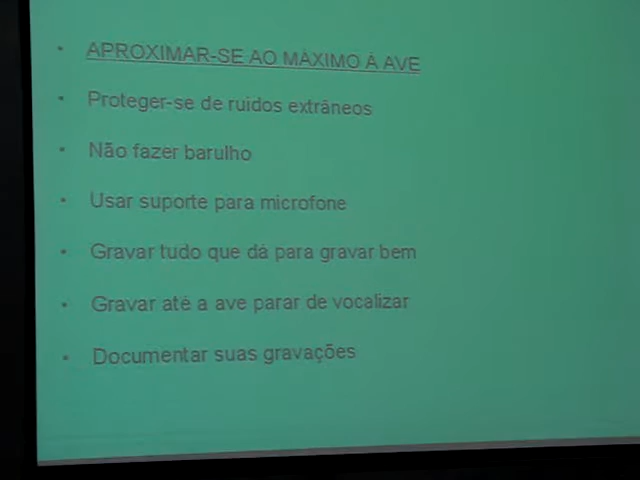 • APROXIMAR-SE AO MÁXIMO À AVE
• Proteger-se de ruídos extrâneos
• Não fazer barulho
• Usar suporte para microfone
• Gravar tudo que dá para gravar bem
• Gravar até a ave parar de vocalizar
• Documentar suas gravações